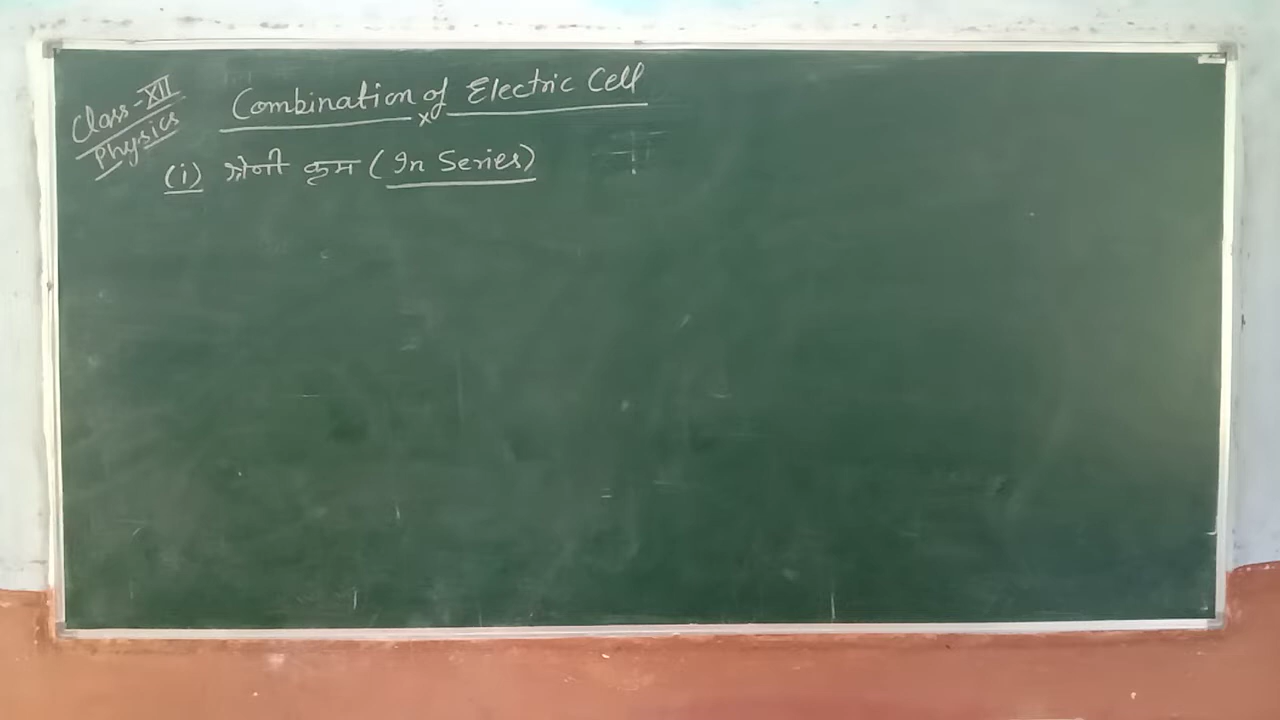 Class-XII
Physics
Combination of Electric Cell
x
(i) श्रेणी क्रम (In Series)